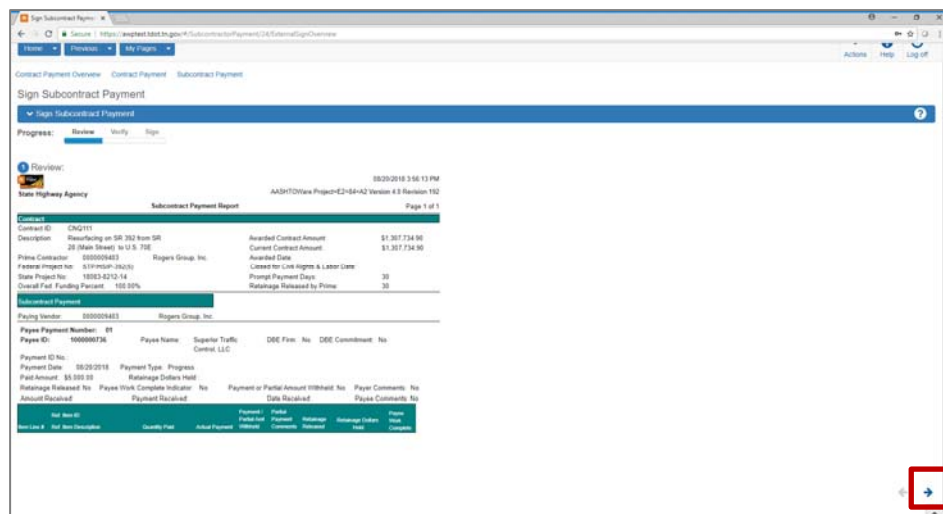 Sign Subcontract Payme
Secure | https://awptest.tdot.tn.gov/#/SubcontractorPayment/24/ExternalSignOverview
Home Previous My Pages Actions Help Log off
Contract Payment Overview Contract Payment Subcontract Payment
Sign Subcontract Payment
Sign Subcontract Payment ?
Progress: Review Verify Sign
1 Review:
08/20/2018 3:56:13 PM
State Highway Agency AASHTOWare Project=E2=84=A2 Version 4.0 Revision 192
Subcontract Payment Report Page 1 of 1
Contract
Contract ID CNQ111
Description Resurfacing on SR 392 from SR Awarded Contract Amount $1,307,734.90
28 (Main Street) to U.S. 70E Current Contract Amount $1,307,734.90
Prime Contractor 0000009403 Rogers Group, Inc. Awarded Date
Federal Project No: STP/HSIP-392(6) Closed for Civil Rights & Labor Date
State Project No: 18083-8212-14 Prompt Payment Days: 30
Overall Fed. Funding Percent 100.00% Retainage Released by Prime: 30
Subcontract Payment
Paying Vendor: 0000009403 Rogers Group, Inc.
Payee Payment Number: 01
Payee ID: 1000000736 Payee Name Superior Traffic DBE Firm: No DBE Commitment: No
Control, LLC
Payment ID No.:
Payment Date 08/20/2018 Payment Type: Progress
Paid Amount: $5,000.00 Retainage Dollars Held:
Retainage Released: No Payee Work Complete Indicator: No Payment or Partial Amount Withheld: No Payer Comments: No
Amount Received: Payment Received: Date Received: Payee Comments: No
Ref. Item ID Payment / Partial Payee
Partial Amt Payment Retainage Retainage Dollars Work
Item Line # Ref. Item Description Quantity Paid Actual Payment Withheld Comments Released Held Complete